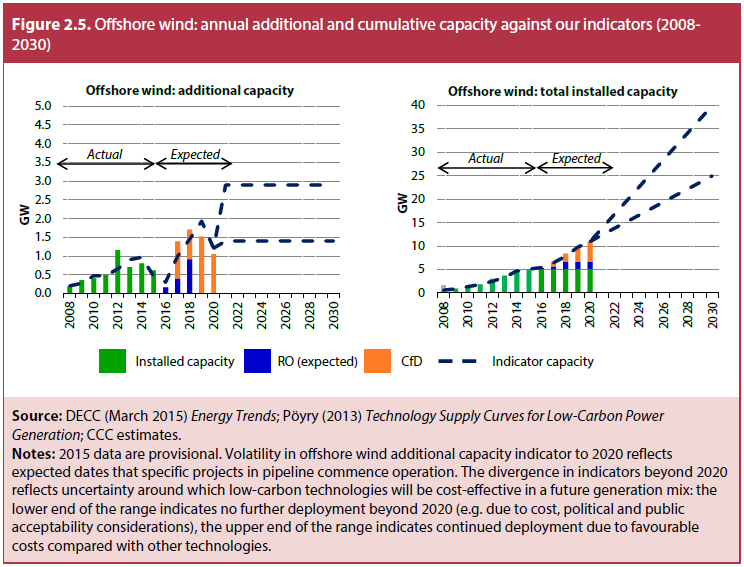 Figure 2.5. Offshore wind: annual additional and cumulative capacity against our indicators (2008-
2030)
Offshore wind: additional capacity
5.0
4.5
4.0
3.5
3.0
2.5
2.0
1.5
1.0
0.5
0.0
GW
Actual
Expected
2008
2010
2012
2014
2016
2018
2020
2022
2024
2026
2028
2030
Offshore wind: total installed capacity
40
35
30
25
20
15
10
5
0
GW
Actual
Expected
2008
2010
2012
2014
2016
2018
2020
2022
2024
2026
2028
2030
Installed capacity
RO (expected)
CfD
Indicator capacity
Source: DECC (March 2015) Energy Trends; Pöyry (2013) Technology Supply Curves for Low-Carbon Power
Generation; CCC estimates.
Notes: 2015 data are provisional. Volatility in offshore wind additional capacity indicator to 2020 reflects
expected dates that specific projects in pipeline commence operation. The divergence in indicators beyond 2020
reflects uncertainty around which low-carbon technologies will be cost-effective in a future generation mix: the
lower end of the range indicates no further deployment beyond 2020 (e.g. due to cost, political and public
acceptability considerations), the upper end of the range indicates continued deployment due to favourable
costs compared with other technologies.